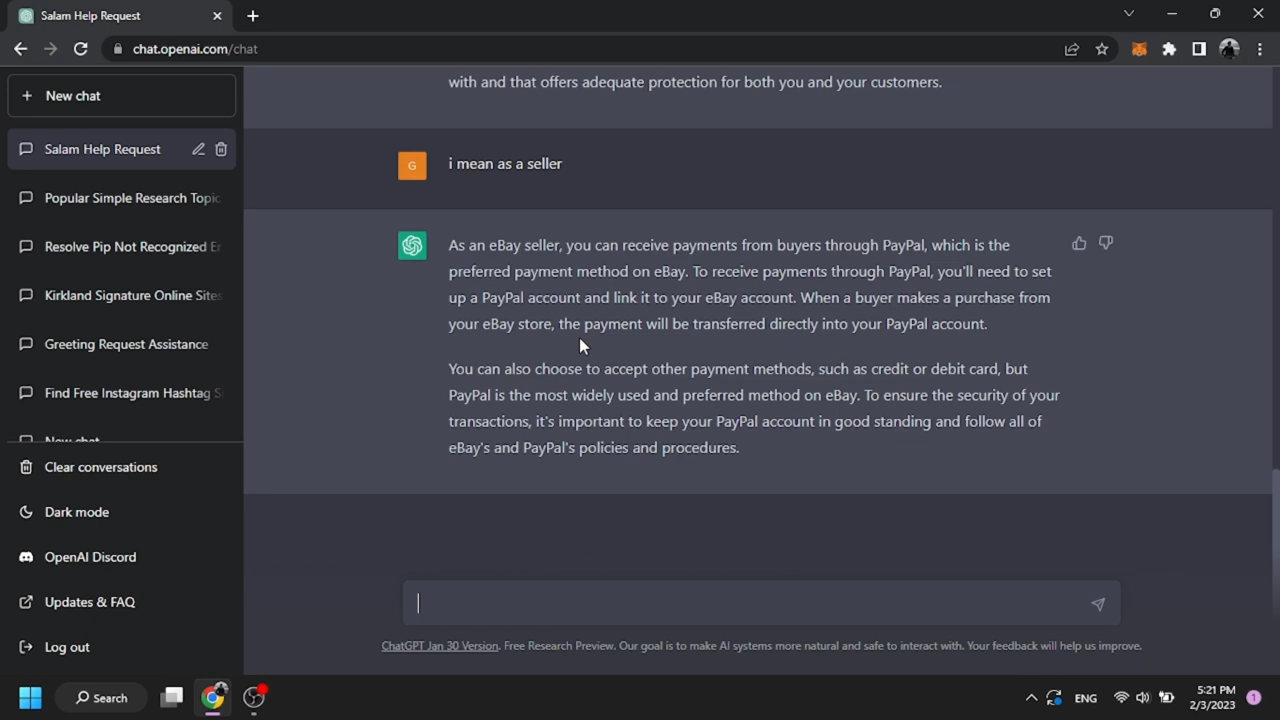 Salam Help Request
chat.openai.com/chat
New chat
Salam Help Request
Popular Simple Research Topic
Resolve Pip Not Recognized Er
Kirkland Signature Online Sites
Greeting Request Assistance
Find Free Instagram Hashtag S
New chat
Clear conversations
Dark mode
OpenAI Discord
Updates & FAQ
Log out
with and that offers adequate protection for both you and your customers.
G
i mean as a seller
As an eBay seller, you can receive payments from buyers through PayPal, which is the
preferred payment method on eBay. To receive payments through PayPal, you'll need to set
up a PayPal account and link it to your eBay account. When a buyer makes a purchase from
your eBay store, the payment will be transferred directly into your PayPal account.
You can also choose to accept other payment methods, such as credit or debit card, but
PayPal is the most widely used and preferred method on eBay. To ensure the security of your
transactions, it's important to keep your PayPal account in good standing and follow all of
eBay's and PayPal's policies and procedures.
ChatGPT Jan 30 Version. Free Research Preview. Our goal is to make AI systems more natural and safe to interact with. Your feedback will help us improve.
Search
ENG
5:21 PM
2/3/2023
1